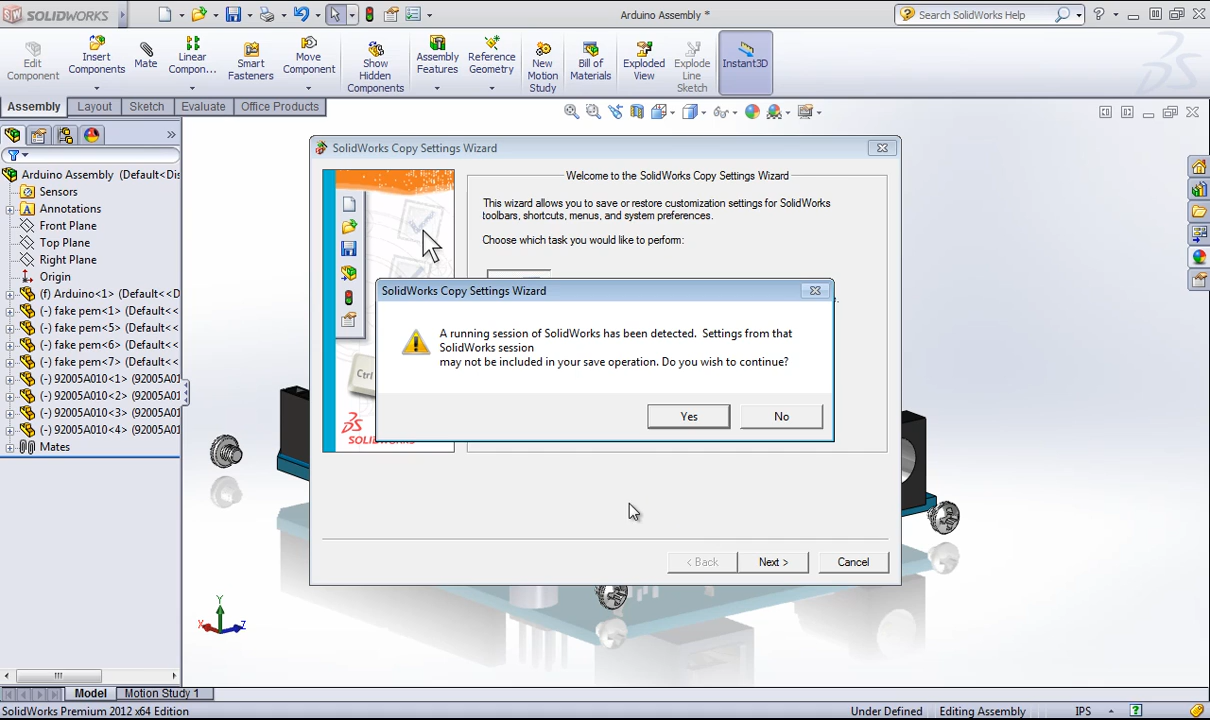 SOLIDWORKS
Arduino Assembly *
Search SolidWorks Help
Edit Component
Insert Components
Mate
Linear Compon...
Smart Fasteners
Move Component
Show Hidden Components
Assembly Features
Reference Geometry
New Motion Study
Bill of Materials
Exploded View
Explode Line Sketch
Instant3D
Assembly Layout Sketch Evaluate Office Products
Arduino Assembly (Default<Dis
Sensors
Annotations
Front Plane
Top Plane
Right Plane
Origin
(f) Arduino<1> (Default<<D
(-) fake pem<1> (Default<<
(-) fake pem<5> (Default<<
(-) fake pem<6> (Default<<
(-) fake pem<7> (Default<<
(-) 92005A010<1> (92005A01
(-) 92005A010<2> (92005A01
(-) 92005A010<3> (92005A01
(-) 92005A010<4> (92005A01
Mates
SolidWorks Copy Settings Wizard
Welcome to the SolidWorks Copy Settings Wizard
This wizard allows you to save or restore customization settings for SolidWorks
toolbars, shortcuts, menus, and system preferences.
Choose which task you would like to perform:
Ctrl
SolidWorks Copy Settings Wizard
A running session of SolidWorks has been detected. Settings from that
SolidWorks session
may not be included in your save operation. Do you wish to continue?
Yes No
< Back Next > Cancel
Y
X Z
Model Motion Study 1
SolidWorks Premium 2012 x64 Edition Under Defined Editing Assembly IPS